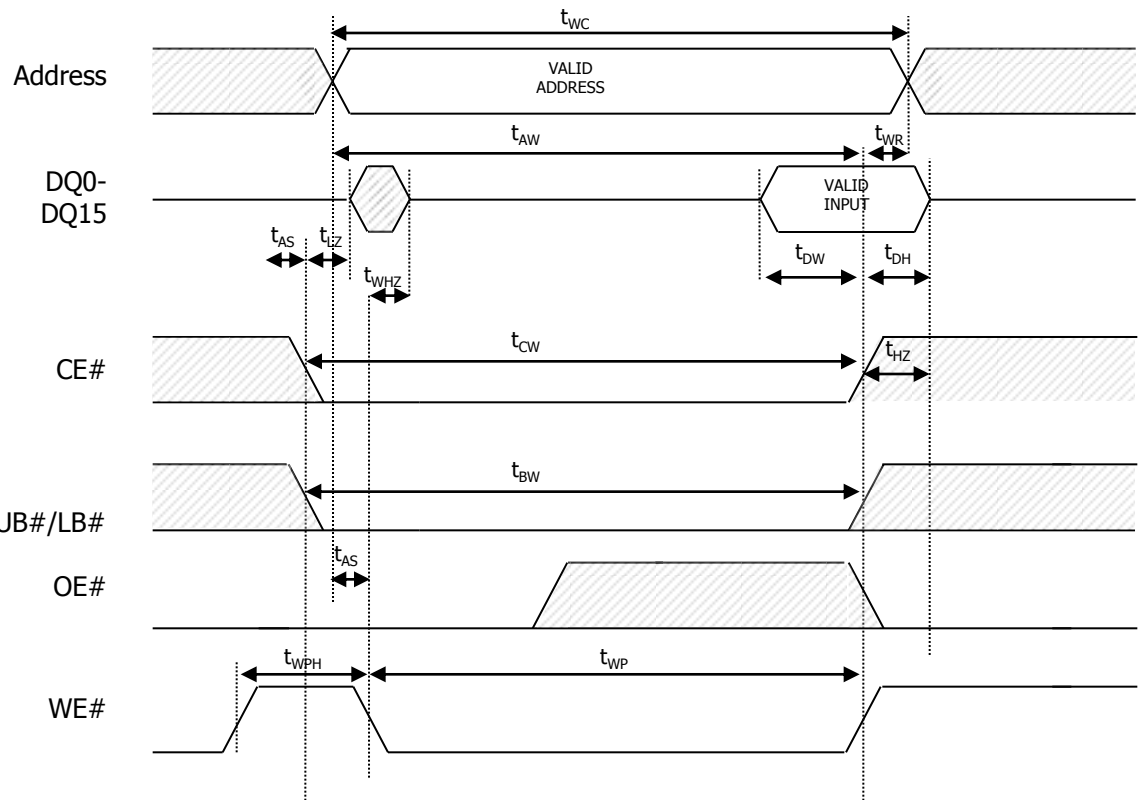 tWC
Address
VALID
ADDRESS
tAW
tWR
DQ0-
DQ15
VALID
INPUT
tAS
tLZ
tDW
tDH
tWHZ
tCW
tHZ
CE#
tBW
UB#/LB#
tAS
OE#
tWPH
tWP
WE#